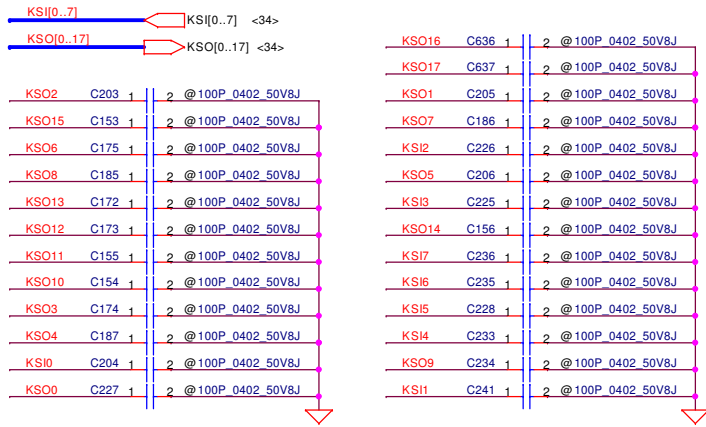 KSI[0..7] KSI[0..7] <34>
KSO[0..17] KSO[0..17] <34>
KSO2 C203 1 2 @100P_0402_50V8J
KSO15 C153 1 2 @100P_0402_50V8J
KSO6 C175 1 2 @100P_0402_50V8J
KSO8 C185 1 2 @100P_0402_50V8J
KSO13 C172 1 2 @100P_0402_50V8J
KSO12 C173 1 2 @100P_0402_50V8J
KSO11 C155 1 2 @100P_0402_50V8J
KSO10 C154 1 2 @100P_0402_50V8J
KSO3 C174 1 2 @100P_0402_50V8J
KSO4 C187 1 2 @100P_0402_50V8J
KSI0 C204 1 2 @100P_0402_50V8J
KSO0 C227 1 2 @100P_0402_50V8J
KSO16 C636 1 2 @100P_0402_50V8J
KSO17 C637 1 2 @100P_0402_50V8J
KSO1 C205 1 2 @100P_0402_50V8J
KSO7 C186 1 2 @100P_0402_50V8J
KSI2 C226 1 2 @100P_0402_50V8J
KSO5 C206 1 2 @100P_0402_50V8J
KSI3 C225 1 2 @100P_0402_50V8J
KSO14 C156 1 2 @100P_0402_50V8J
KSI7 C236 1 2 @100P_0402_50V8J
KSI6 C235 1 2 @100P_0402_50V8J
KSI5 C228 1 2 @100P_0402_50V8J
KSI4 C233 1 2 @100P_0402_50V8J
KSO9 C234 1 2 @100P_0402_50V8J
KSI1 C241 1 2 @100P_0402_50V8J